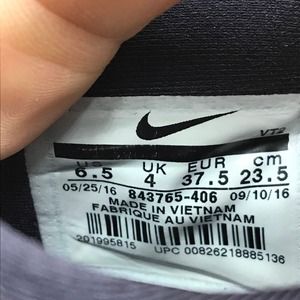 VT2
US UK EUR cm
6.5 4 37.5 23.5
05/25/16 843765-406 09/10/16
MADE IN VIETNAM
FABRIQUE AU VIETNAM
201995815 UPC 00826218885136